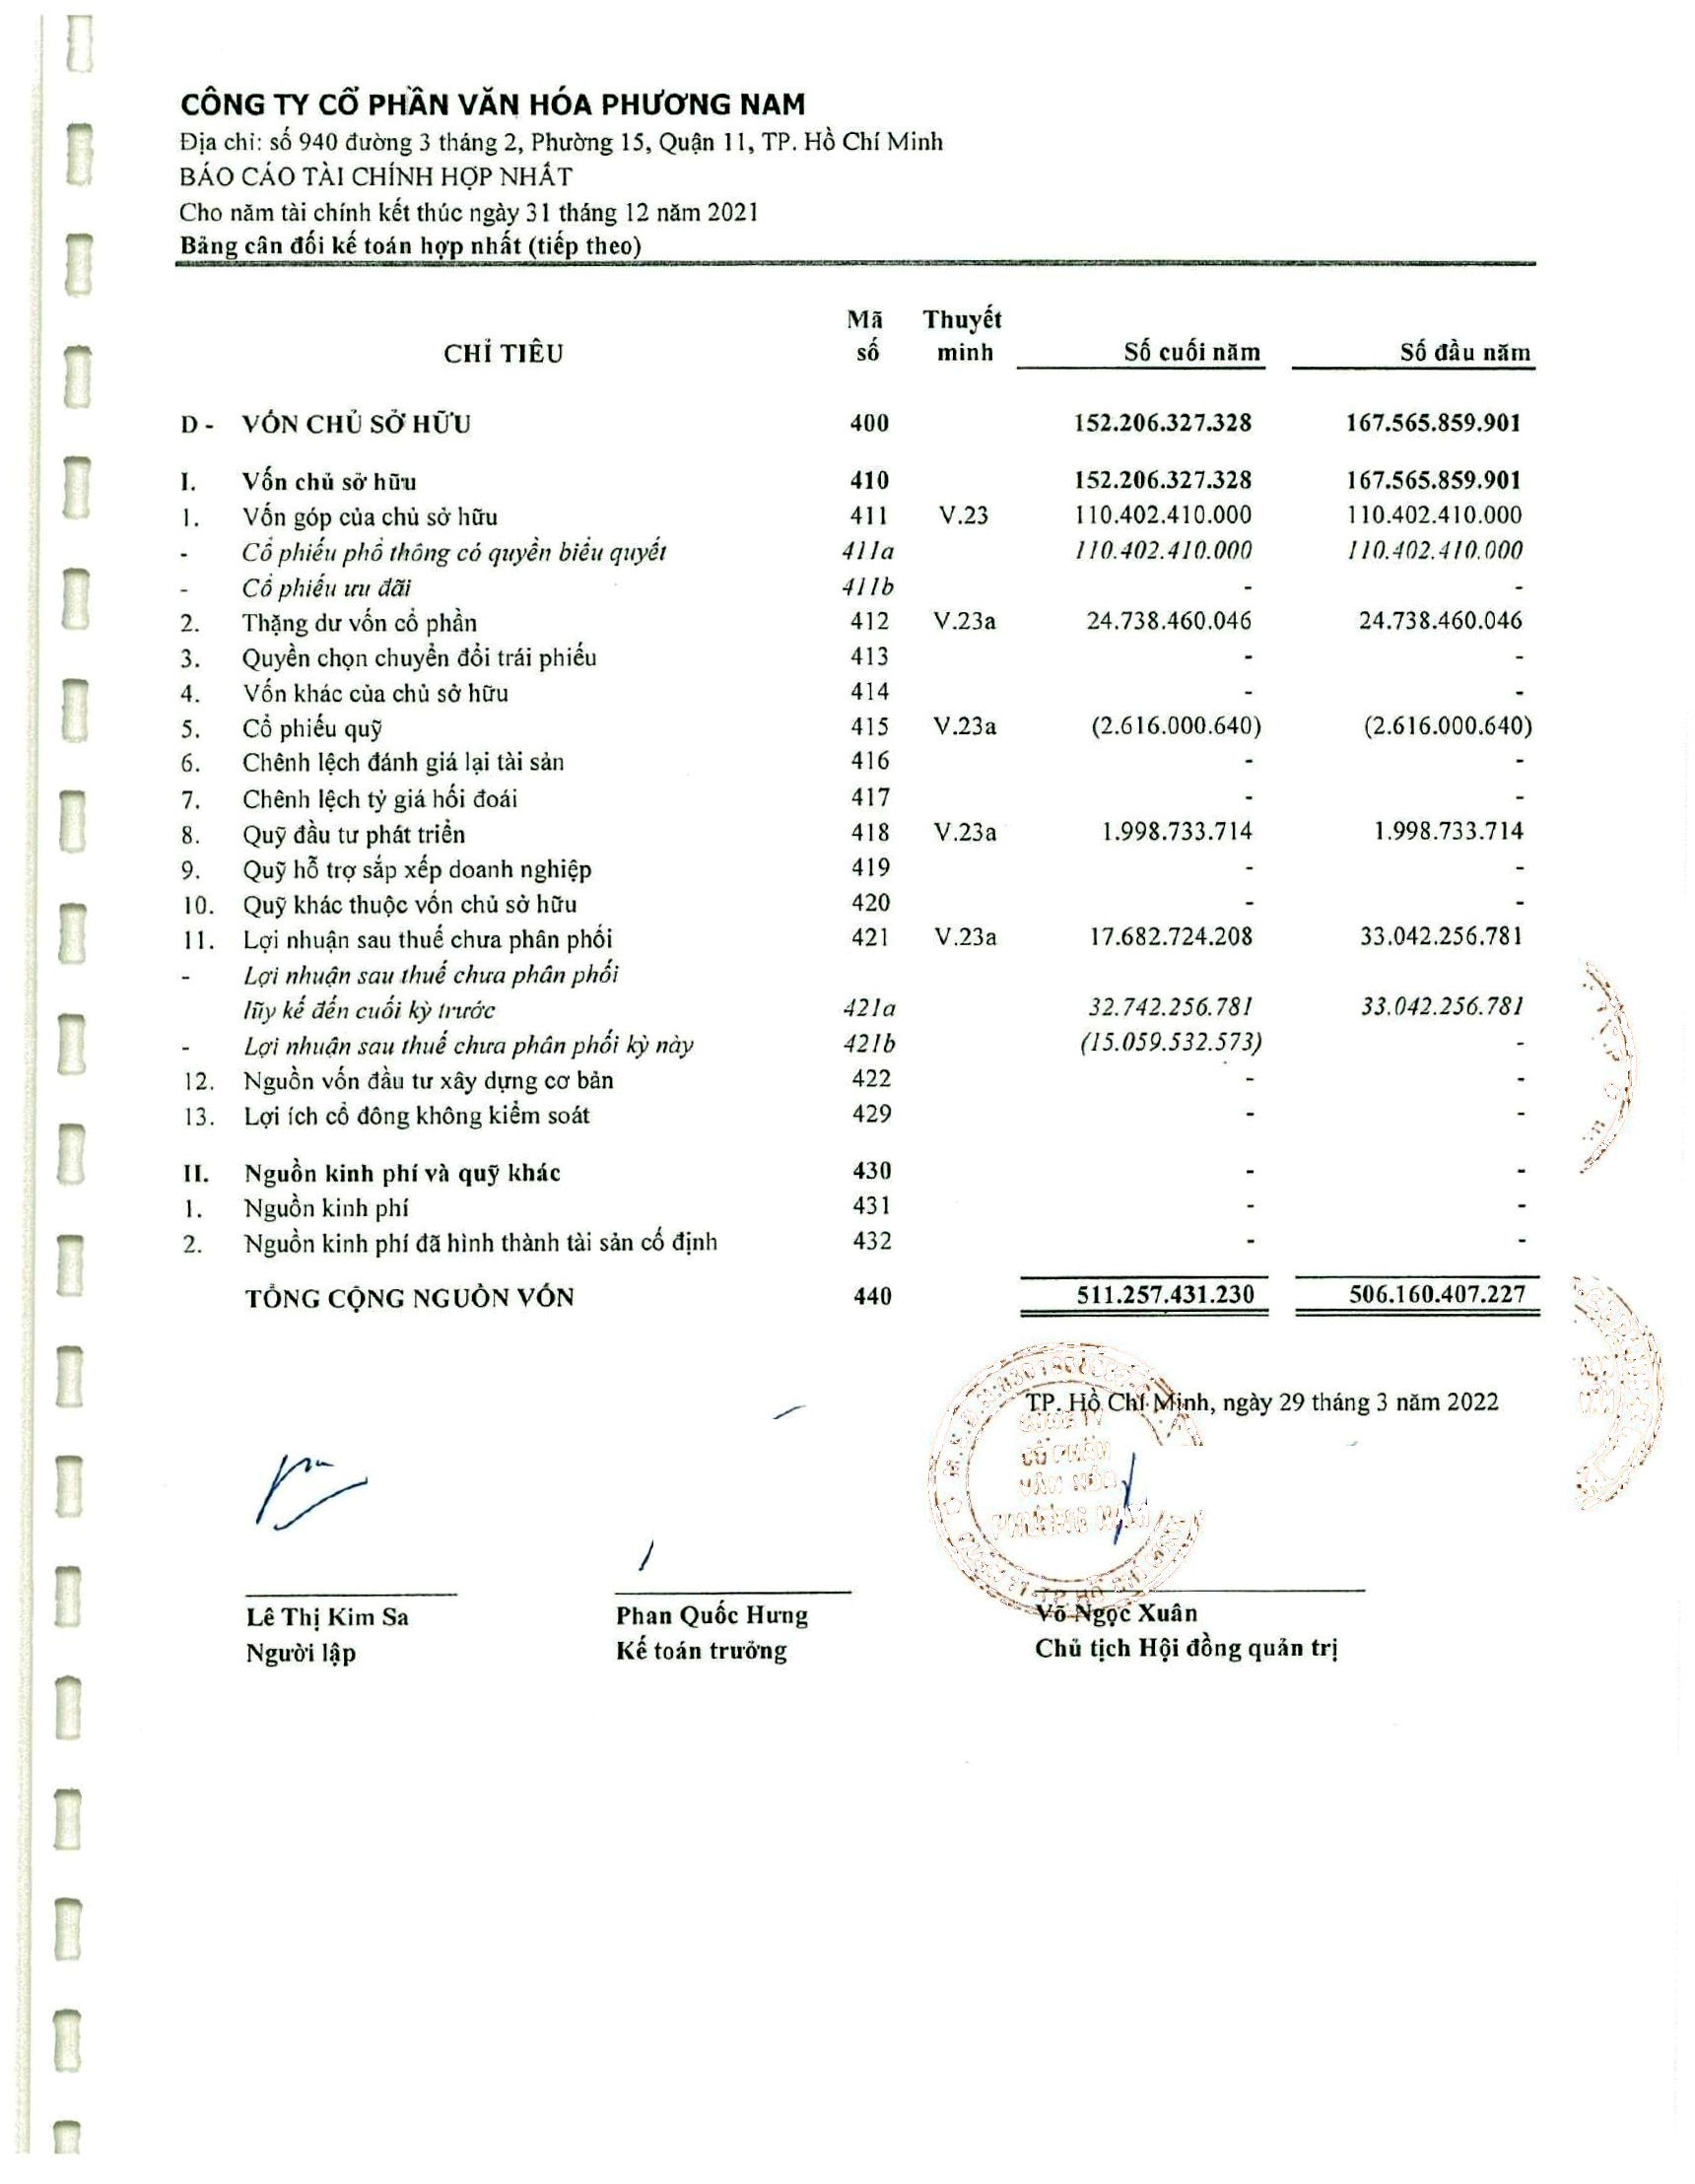 CÔNG TY CỔ PHẦN VĂN HÓA PHƯƠNG NAM
Địa chỉ: số 940 đường 3 tháng 2, Phường 15, Quận 11, TP. Hồ Chí Minh
BÁO CÁO TÀI CHÍNH HỢP NHẤT
Cho năm tài chính kết thúc ngày 31 tháng 12 năm 2021
Bảng cân đối kế toán hợp nhất (tiếp theo)
CHỈ TIÊU Mã số Thuyết minh Số cuối năm Số đầu năm
D - VỐN CHỦ SỞ HỮU 400 152.206.327.328 167.565.859.901
I. Vốn chủ sở hữu 410 152.206.327.328 167.565.859.901
1. Vốn góp của chủ sở hữu 411 V.23 110.402.410.000 110.402.410.000
- Cổ phiếu phổ thông có quyền biểu quyết 411a 110.402.410.000 110.402.410.000
- Cổ phiếu ưu đãi 411b - -
2. Thặng dư vốn cổ phần 412 V.23a 24.738.460.046 24.738.460.046
3. Quyền chọn chuyển đổi trái phiếu 413 - -
4. Vốn khác của chủ sở hữu 414 - -
5. Cổ phiếu quỹ 415 V.23a (2.616.000.640) (2.616.000.640)
6. Chênh lệch đánh giá lại tài sản 416 - -
7. Chênh lệch tỷ giá hối đoái 417 - -
8. Quỹ đầu tư phát triển 418 V.23a 1.998.733.714 1.998.733.714
9. Quỹ hỗ trợ sắp xếp doanh nghiệp 419 - -
10. Quỹ khác thuộc vốn chủ sở hữu 420 - -
11. Lợi nhuận sau thuế chưa phân phối 421 V.23a 17.682.724.208 33.042.256.781
- Lợi nhuận sau thuế chưa phân phối
lũy kế đến cuối kỳ trước 421a 32.742.256.781 33.042.256.781
- Lợi nhuận sau thuế chưa phân phối kỳ này 421b (15.059.532.573) -
12. Nguồn vốn đầu tư xây dựng cơ bản 422 - -
13. Lợi ích cổ đông không kiểm soát 429 - -
II. Nguồn kinh phí và quỹ khác 430 - -
1. Nguồn kinh phí 431 - -
2. Nguồn kinh phí đã hình thành tài sản cố định 432 - -
TỔNG CỘNG NGUỒN VỐN 440 511.257.431.230 506.160.407.227
TP. Hồ Chí Minh, ngày 29 tháng 3 năm 2022
CÔNG TY
CỔ PHẦN
VĂN HÓA
PHƯƠNG NAM
Lê Thị Kim Sa Phan Quốc Hưng Võ Ngọc Xuân
Người lập Kế toán trưởng Chủ tịch Hội đồng quản trị